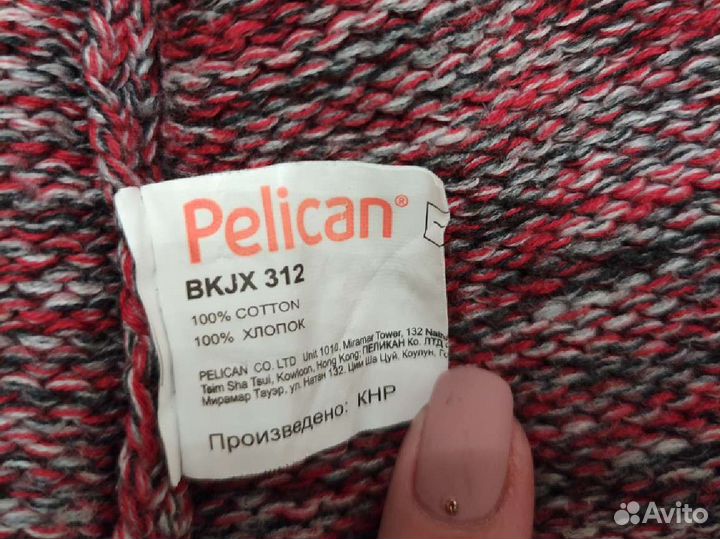 Pelican®
BKJX 312
100% COTTON
100% ХЛОПОК
PELICAN CO. LTD Unit 1010, Miramar Tower, 132
Tsim Sha Tsui, Kowloon, Hong Kong; ПЕЛИКАН Ко. ЛТД
Мирамар Тауэр, ул. Натан 132, Цим Ша Цуй, Коулун,
Произведено: КНР
Avito